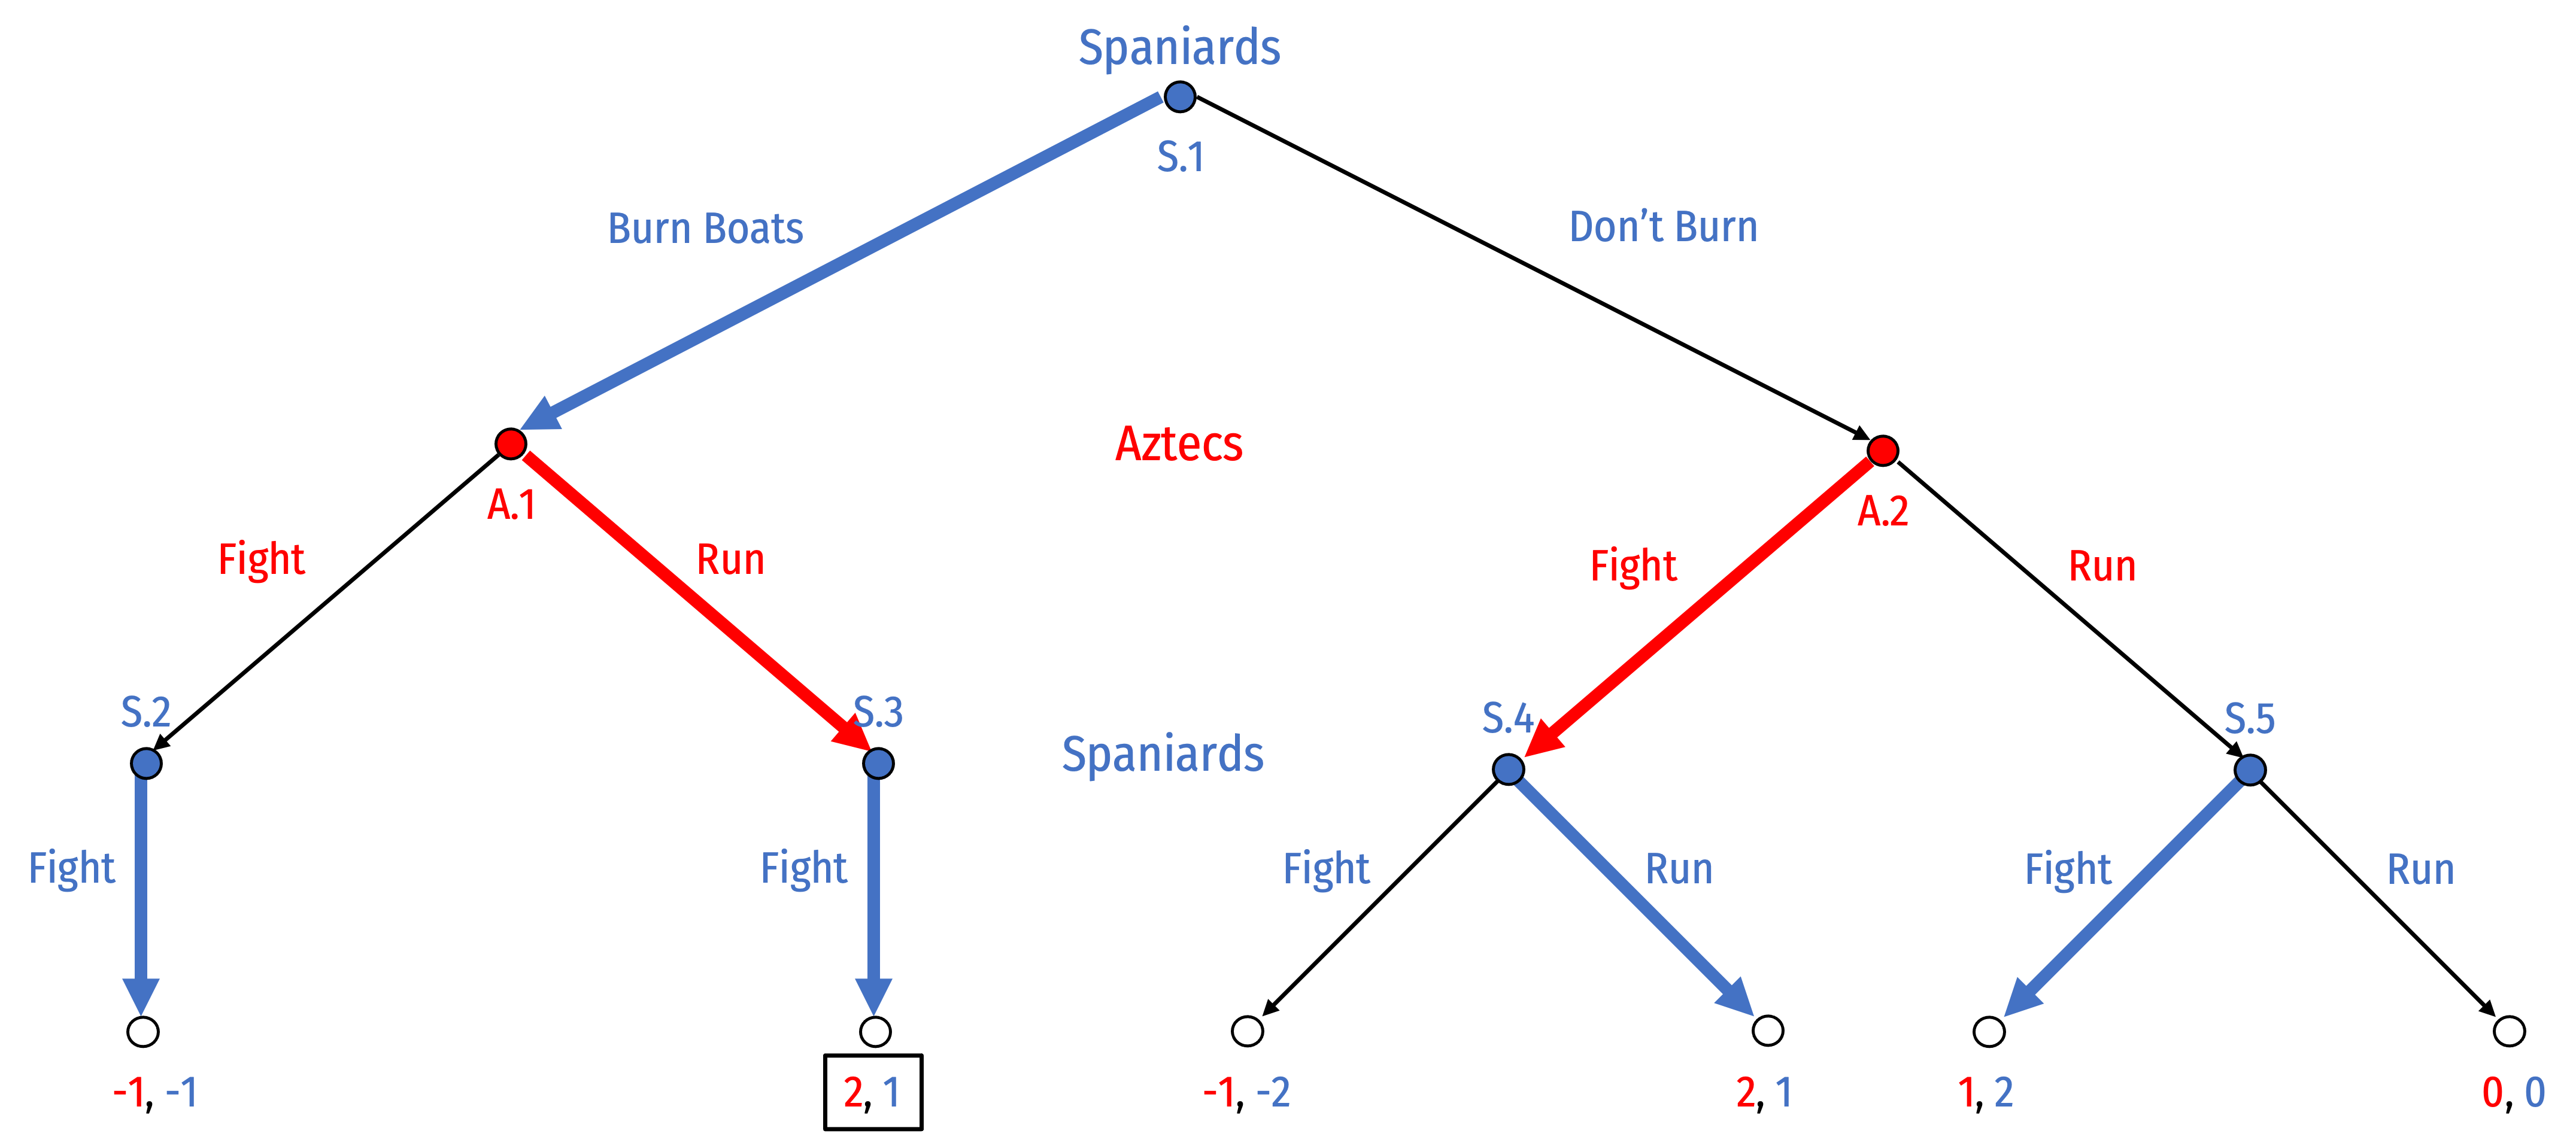 Spaniards
S.1
Burn Boats
Don’t Burn
Aztecs
A.1
A.2
Fight
Run
Fight
Run
S.2
S.3
S.4
S.5
Spaniards
Fight
Fight
Fight
Run
Fight
Run
-1, -1
2, 1
-1, -2
2, 1
1, 2
0, 0